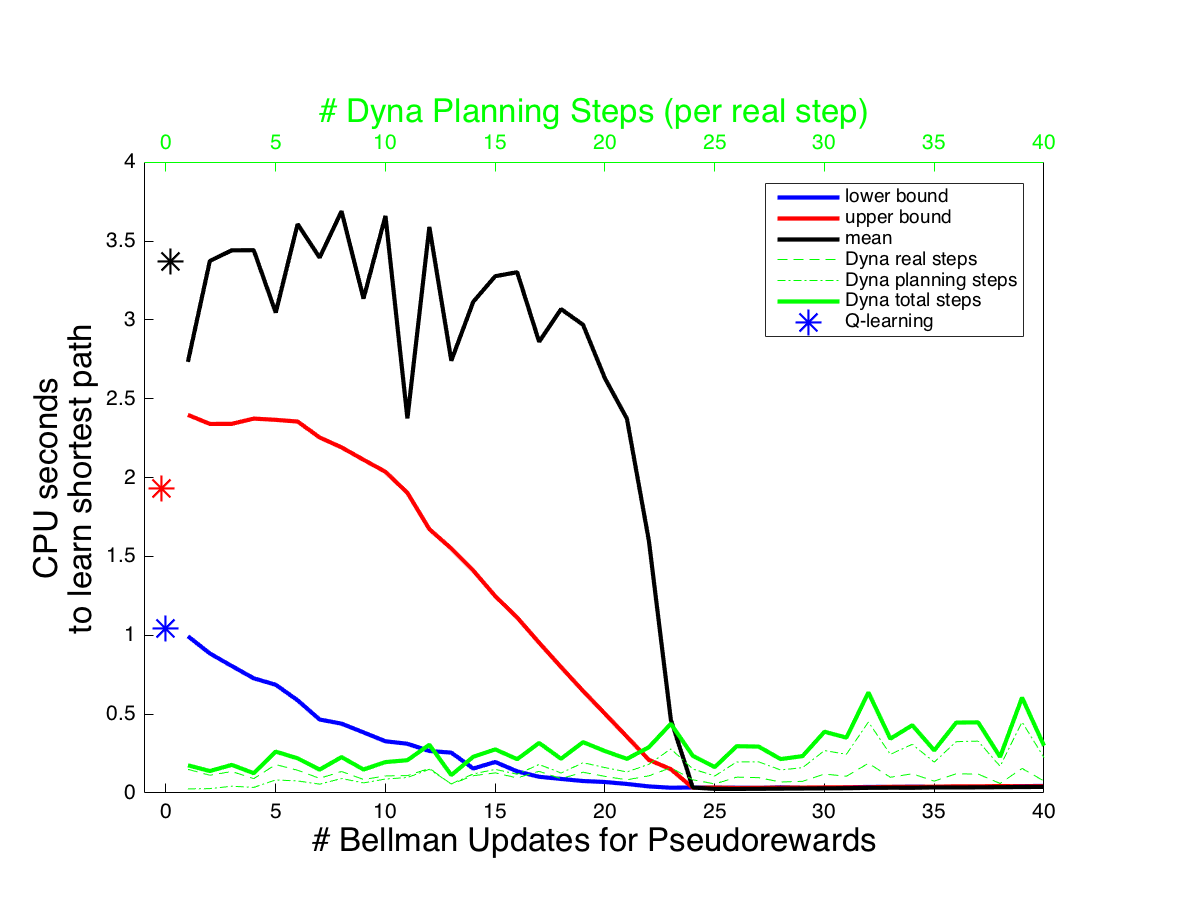 # Dyna Planning Steps (per real step)
0 5 10 15 20 25 30 35 40
4
3.5
3
2.5
2
1.5
1
0.5
0
CPU seconds
to learn shortest path
lower bound
upper bound
mean
Dyna real steps
Dyna planning steps
Dyna total steps
Q-learning
0 5 10 15 20 25 30 35 40
# Bellman Updates for Pseudorewards